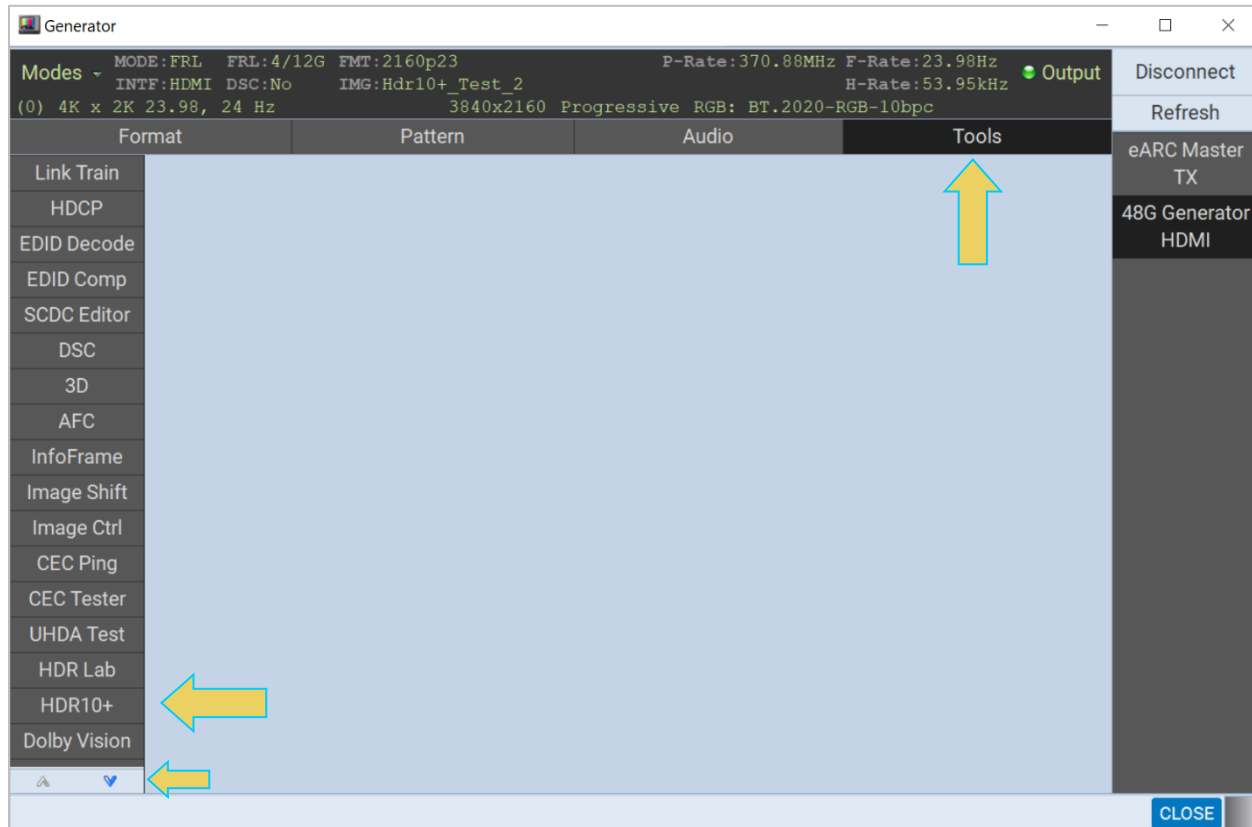 Generator
Modes
MODE:FRL FRL:4/12G FMT:2160p23 P-Rate:370.88MHz F-Rate:23.98Hz
INTF:HDMI DSC:No IMG:Hdr10+_Test_2 H-Rate:53.95kHz
Output
(0) 4K x 2K 23.98, 24 Hz 3840x2160 Progressive RGB: BT.2020-RGB-10bpc
Disconnect
Refresh
Format Pattern Audio Tools
eARC Master
TX
48G Generator
HDMI
Link Train
HDCP
EDID Decode
EDID Comp
SCDC Editor
DSC
3D
AFC
InfoFrame
Image Shift
Image Ctrl
CEC Ping
CEC Tester
UHDA Test
HDR Lab
HDR10+
Dolby Vision
CLOSE